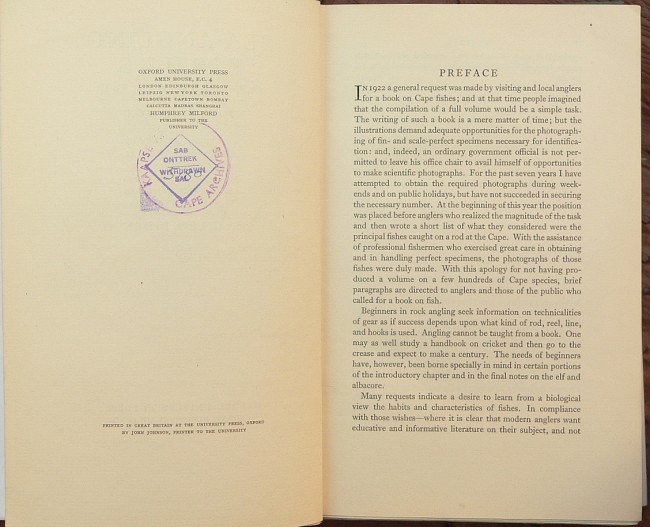 OXFORD UNIVERSITY PRESS
AMEN HOUSE, E.C. 4
LONDON EDINBURGH GLASGOW
LEIPZIG NEW YORK TORONTO
MELBOURNE CAPETOWN BOMBAY
CALCUTTA MADRAS SHANGHAI
HUMPHREY MILFORD
PUBLISHER TO THE
UNIVERSITY
SAB
ONTTREK
WITHDRAWN
CAPE ARCHIVES
PRINTED IN GREAT BRITAIN AT THE UNIVERSITY PRESS, OXFORD
BY JOHN JOHNSON, PRINTER TO THE UNIVERSITY
PREFACE
IN 1922 a general request was made by visiting and local anglers
for a book on Cape fishes; and at that time people imagined
that the compilation of a full volume would be a simple task.
The writing of such a book is a mere matter of time; but the
illustrations demand adequate opportunities for the photograph-
ing of fin- and scale-perfect specimens necessary for identifica-
tion: and, indeed, an ordinary government official is not per-
mitted to leave his office chair to avail himself of opportunities
to make scientific photographs. For the past seven years I have
attempted to obtain the required photographs during week-
ends and on public holidays, but have not succeeded in securing
the necessary number. At the beginning of this year the position
was placed before anglers who realized the magnitude of the task
and then wrote a short list of what they considered were the
principal fishes caught on a rod at the Cape. With the assistance
of professional fishermen who exercised great care in obtaining
and in handling perfect specimens, the photographs of those
fishes were duly made. With this apology for not having pro-
duced a volume on a few hundreds of Cape species, brief
paragraphs are directed to anglers and those of the public who
called for a book on fish.
Beginners in rock angling seek information on technicalities
of gear as if success depends upon what kind of rod, reel, line,
and hooks is used. Angling cannot be taught from a book. One
may as well study a handbook on cricket and then go to the
crease and expect to make a century. The needs of beginners
have, however, been borne specially in mind in certain portions
of the introductory chapter and in the final notes on the elf and
albacore.
Many requests indicate a desire to learn from a biological
view the habits and characteristics of fishes. In compliance
with those wishes—where it is clear that modern anglers want
educative and informative literature on their subject, and not